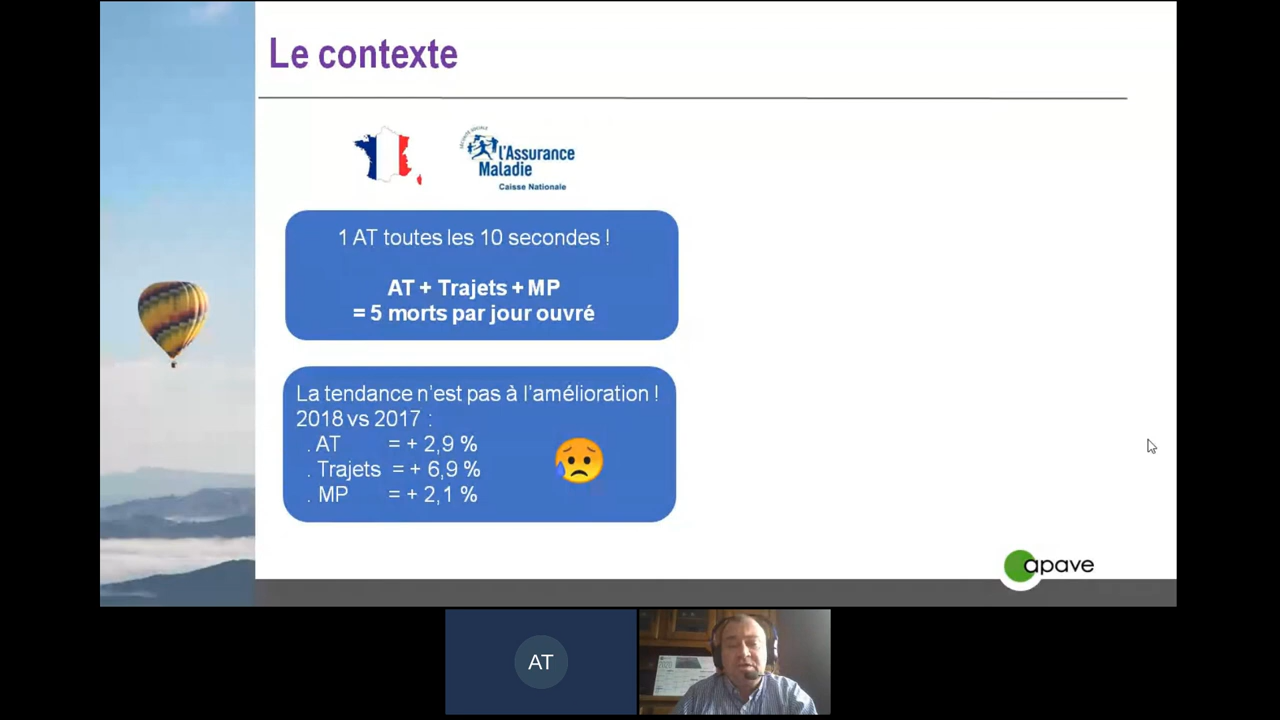 Le contexte
SÉCURITÉ SOCIALE
l'Assurance
Maladie
Caisse Nationale
1 AT toutes les 10 secondes !
AT + Trajets + MP
= 5 morts par jour ouvré
La tendance n'est pas à l'amélioration !
2018 vs 2017 :
. AT = + 2,9 %
. Trajets = + 6,9 %
. MP = + 2,1 %
apave
AT